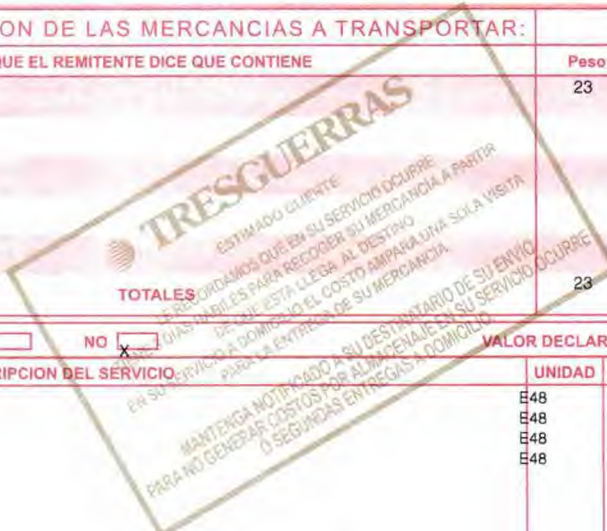 ON DE LAS MERCANCIAS A TRANSPORTAR:
UE EL REMITENTE DICE QUE CONTIENE
Peso
23
TRESGUERRAS
ESTIMADO CLIENTE
LE RECORDAMOS QUE EN SU SERVICIO OCURRE
DIAS HABILES PARA RECOGER SU MERCANCIA A PARTIR
DE QUE ESTA LLEGA AL DESTINO
EN SU SERVICIO A DOMICILIO EL COSTO AMPARA UNA SOLA VISITA
PARA LA ENTREGA DE SU MERCANCIA.
MANTENGA NOTIFICADO A SU DESTINATARIO DE SU ENVIO
PARA NO GENERAR COSTOS POR ALMACENAJE EN SU SERVICIO OCURRE
O SEGUNDAS ENTREGAS A DOMICILIO.
TOTALES
23
NO X
VALOR DECLAR
IPCION DEL SERVICIO
UNIDAD
E48
E48
E48
E48